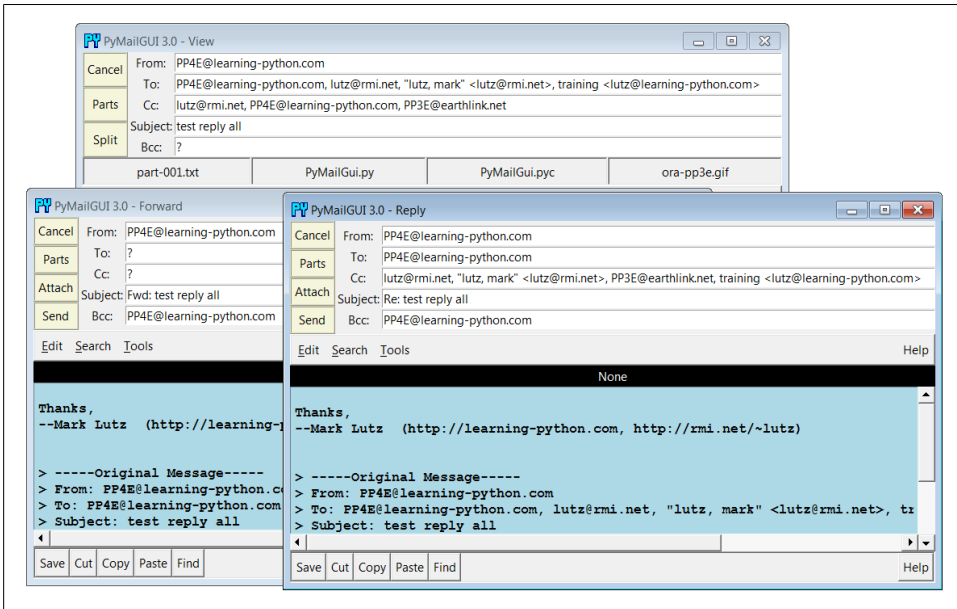 PY PyMailGUI 3.0 - View
Cancel From: PP4E@learning-python.com
To: PP4E@learning-python.com, lutz@rmi.net, "lutz, mark" <lutz@rmi.net>, training <lutz@learning-python.com>
Parts Cc: lutz@rmi.net, PP4E@learning-python.com, PP3E@earthlink.net
Subject: test reply all
Split Bcc: ?
part-001.txt PyMailGui.py PyMailGui.pyc ora-pp3e.gif
PY PyMailGUI 3.0 - Forward
Cancel From: PP4E@learning-python.com
Parts To: ?
Cc: ?
Attach Subject: Fwd: test reply all
Send Bcc: PP4E@learning-python.com
Edit Search Tools
Thanks,
--Mark Lutz (http://learning-
> -----Original Message-----
> From: PP4E@learning-python.co
> To: PP4E@learning-python.com
> Subject: test reply all
Save Cut Copy Paste Find
PY PyMailGUI 3.0 - Reply
Cancel From: PP4E@learning-python.com
Parts To: PP4E@learning-python.com
Cc: lutz@rmi.net, "lutz, mark" <lutz@rmi.net>, PP3E@earthlink.net, training <lutz@learning-python.com>
Attach Subject: Re: test reply all
Send Bcc: PP4E@learning-python.com
Edit Search Tools Help
None
Thanks,
--Mark Lutz (http://learning-python.com, http://rmi.net/~lutz)
> -----Original Message-----
> From: PP4E@learning-python.com
> To: PP4E@learning-python.com, lutz@rmi.net, "lutz, mark" <lutz@rmi.net>, tr
> Subject: test reply all
Save Cut Copy Paste Find Help